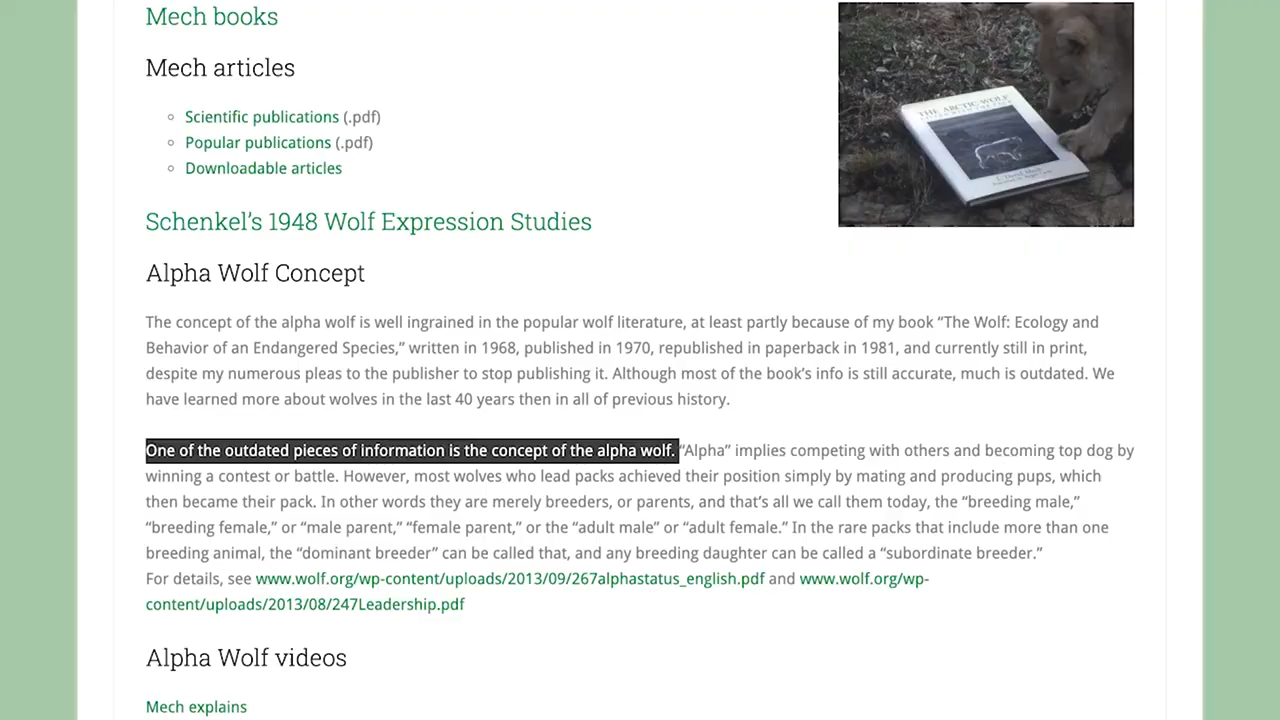 Mech books
Mech articles
Scientific publications (.pdf)
Popular publications (.pdf)
Downloadable articles
THE ARCTIC WOLF
Schenkel’s 1948 Wolf Expression Studies
Alpha Wolf Concept
The concept of the alpha wolf is well ingrained in the popular wolf literature, at least partly because of my book “The Wolf: Ecology and
Behavior of an Endangered Species,” written in 1968, published in 1970, republished in paperback in 1981, and currently still in print,
despite my numerous pleas to the publisher to stop publishing it. Although most of the book’s info is still accurate, much is outdated. We
have learned more about wolves in the last 40 years then in all of previous history.
One of the outdated pieces of information is the concept of the alpha wolf. “Alpha” implies competing with others and becoming top dog by
winning a contest or battle. However, most wolves who lead packs achieved their position simply by mating and producing pups, which
then became their pack. In other words they are merely breeders, or parents, and that’s all we call them today, the “breeding male,”
“breeding female,” or “male parent,” “female parent,” or the “adult male” or “adult female.” In the rare packs that include more than one
breeding animal, the “dominant breeder” can be called that, and any breeding daughter can be called a “subordinate breeder.”
For details, see www.wolf.org/wp-content/uploads/2013/09/267alphastatus_english.pdf and www.wolf.org/wp-
content/uploads/2013/08/247Leadership.pdf
Alpha Wolf videos
Mech explains